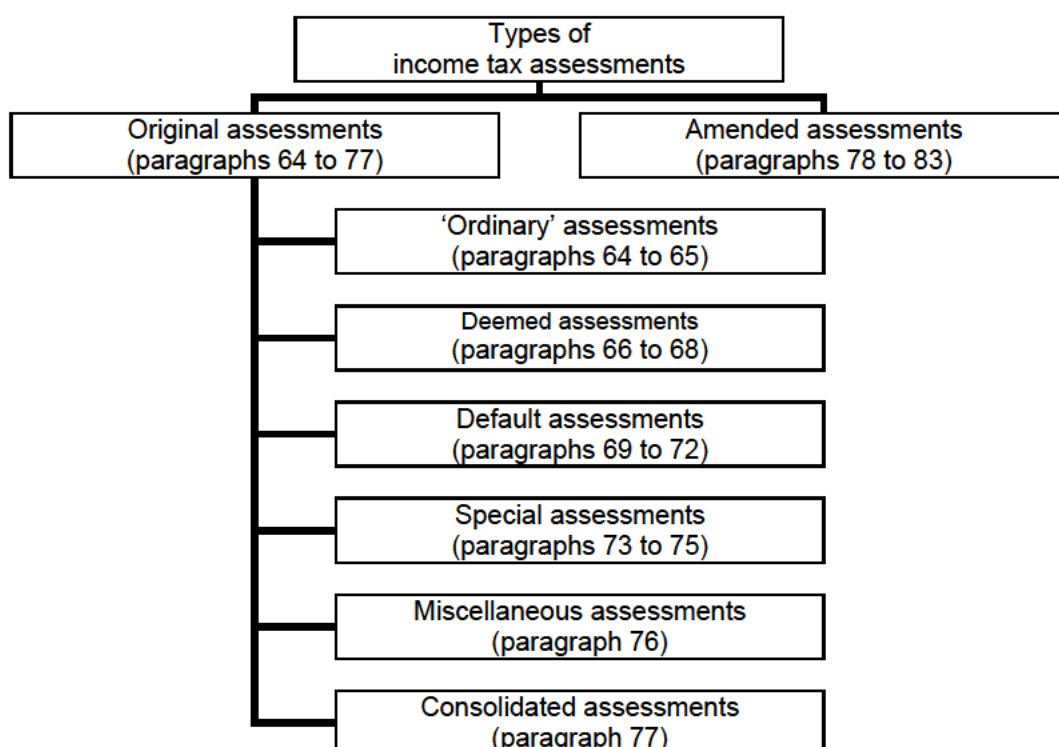 Types of
income tax assessments
Original assessments
(paragraphs 64 to 77)
Amended assessments
(paragraphs 78 to 83)
‘Ordinary’ assessments
(paragraphs 64 to 65)
Deemed assessments
(paragraphs 66 to 68)
Default assessments
(paragraphs 69 to 72)
Special assessments
(paragraphs 73 to 75)
Miscellaneous assessments
(paragraph 76)
Consolidated assessments
(paragraph 77)